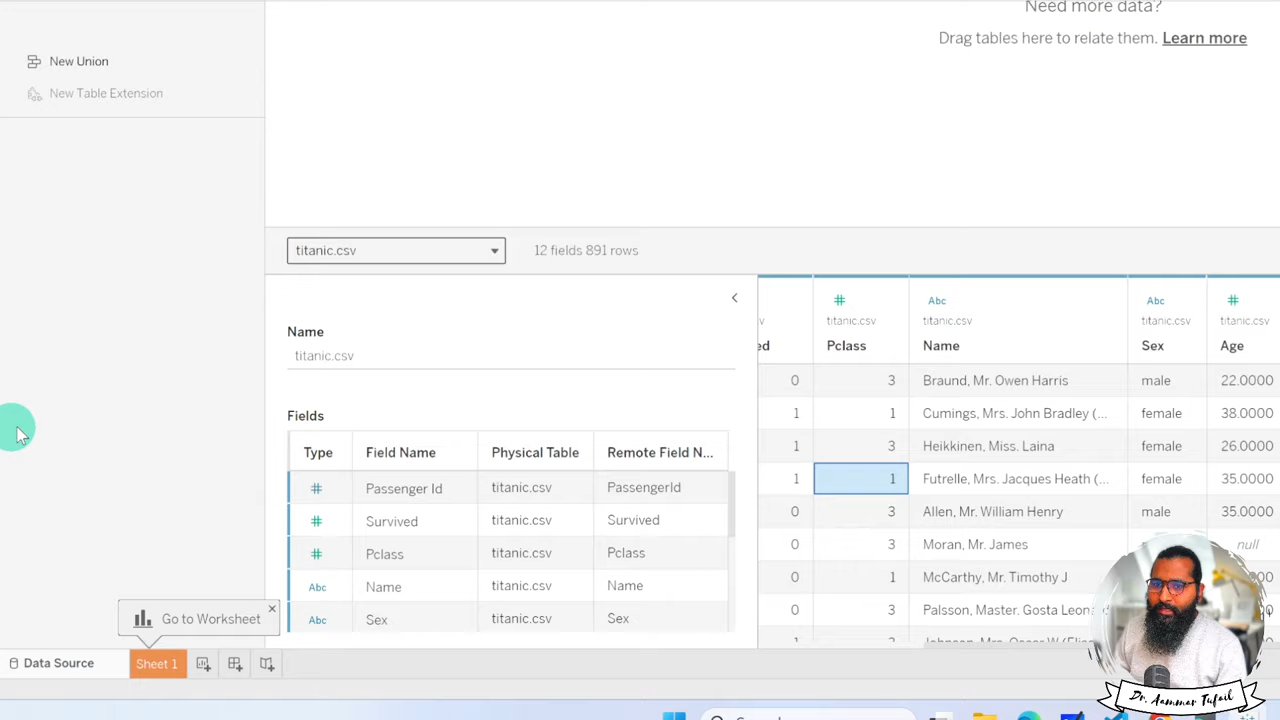 Need more data?
Drag tables here to relate them. Learn more
New Union
New Table Extension
titanic.csv
12 fields 891 rows
Name
titanic.csv
Fields
Type Field Name Physical Table Remote Field N...
# Passenger Id titanic.csv PassengerId
# Survived titanic.csv Survived
# Pclass titanic.csv Pclass
Abc Name titanic.csv Name
Abc Sex titanic.csv Sex
# Abc Abc #
titanic.csv titanic.csv titanic.csv titanic.csv
Pclass Name Sex Age
0 3 Braund, Mr. Owen Harris male 22.0000
1 1 Cumings, Mrs. John Bradley (... female 38.0000
1 3 Heikkinen, Miss. Laina female 26.0000
1 1 Futrelle, Mrs. Jacques Heath (... female 35.0000
0 3 Allen, Mr. William Henry male 35.0000
0 3 Moran, Mr. James null
0 1 McCarthy, Mr. Timothy J
0 3 Palsson, Master. Gosta
Go to Worksheet
Data Source Sheet 1
Dr. Aammar Tufail